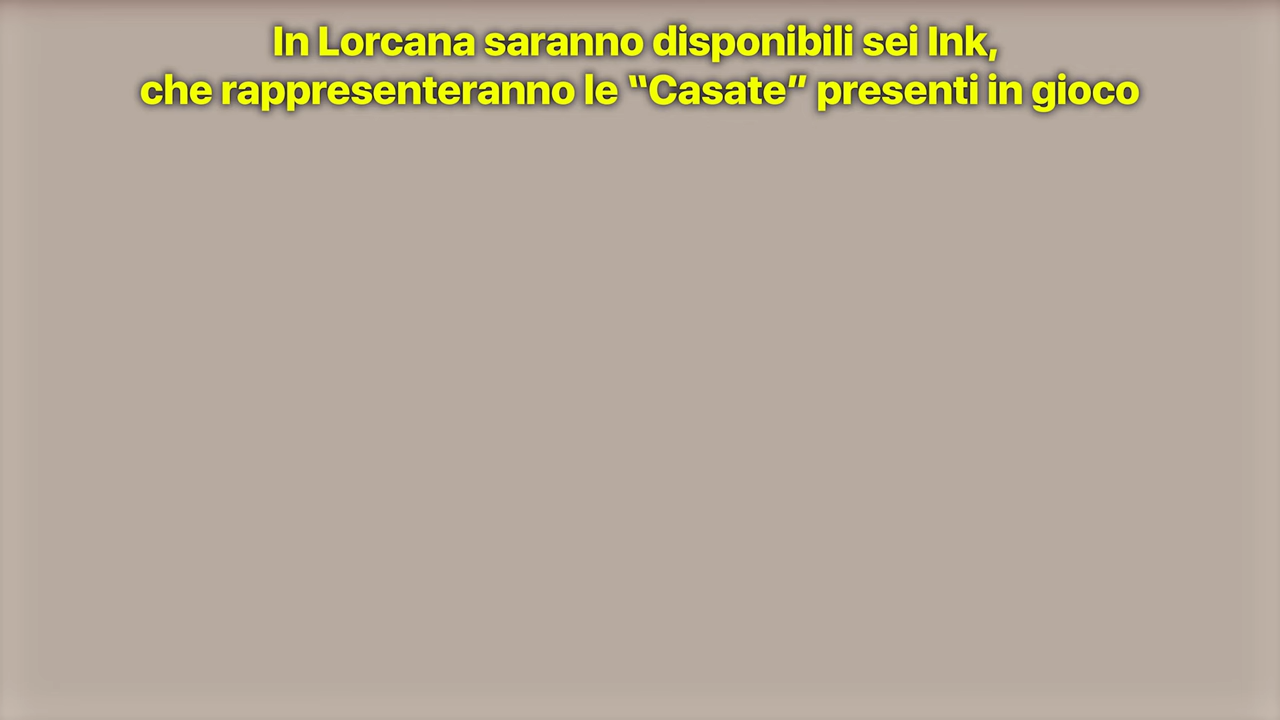 In Lorcana saranno disponibili sei Ink,
che rappresenteranno le “Casate” presenti in gioco